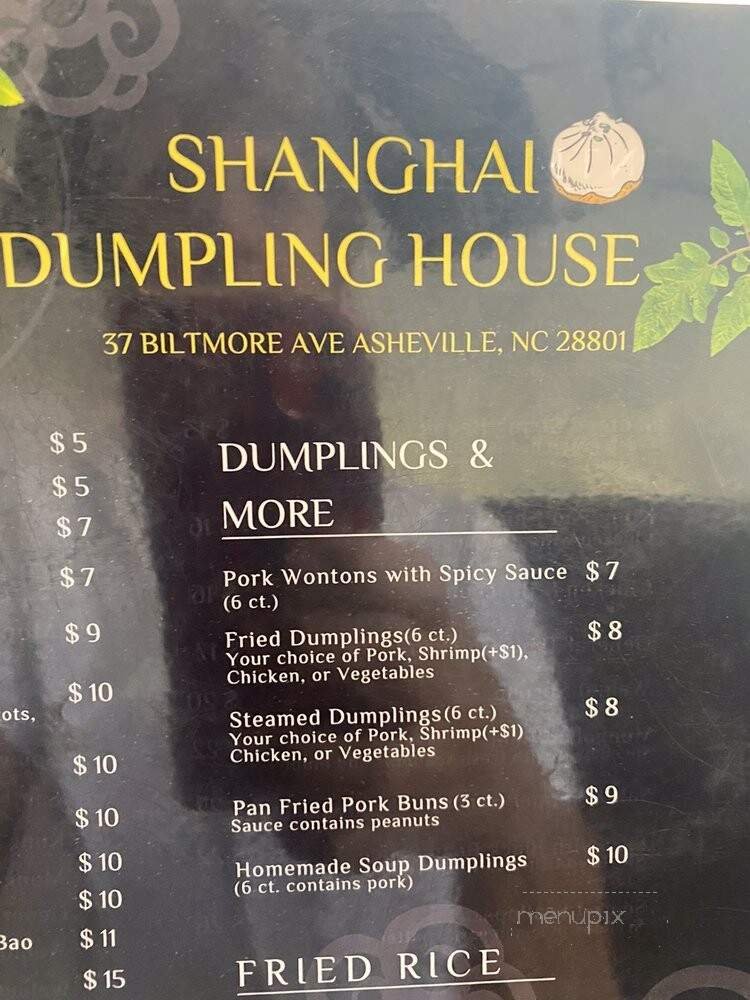 SHANGHAI
DUMPLING HOUSE
37 BILTMORE AVE ASHEVILLE, NC 28801
$ 5
$ 5
$ 7
$ 7
$ 9
$ 10
ots,
$ 10
$ 10
$ 10
$ 10
Bao $ 11
$ 15
DUMPLINGS &
MORE
Pork Wontons with Spicy Sauce $ 7
(6 ct.)
Fried Dumplings(6 ct.) $ 8
Your choice of Pork, Shrimp(+$1),
Chicken, or Vegetables
Steamed Dumplings(6 ct.) $ 8
Your choice of Pork, Shrimp(+$1)
Chicken, or Vegetables
Pan Fried Pork Buns (3 ct.) $ 9
Sauce contains peanuts
Homemade Soup Dumplings $ 10
(6 ct. contains pork)
menupix
FRIED RICE